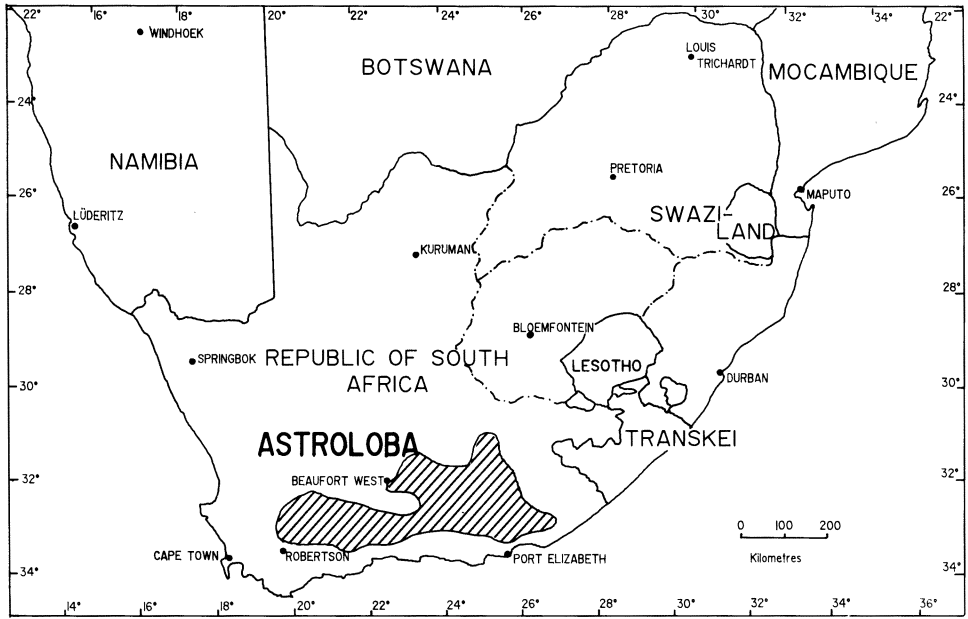 22° 16° 18° 20° 22° 24° 26° 28° 30° 32° 34° 22°
WINDHOEK
BOTSWANA
LOUIS
TRICHARDT
MOCAMBIQUE
24° 24°
NAMIBIA
PRETORIA
26° 26°
MAPUTO
LÜDERITZ
SWAZI-
LAND
KURUMAN
28° 28°
BLOEMFONTEIN
SPRINGBOK
REPUBLIC OF SOUTH
AFRICA
LESOTHO
30° 30°
DURBAN
ASTROLOBA
TRANSKEI
BEAUFORT WEST
32° 32°
0 100 200
Kilometres
CAPE TOWN
ROBERTSON
PORT ELIZABETH
34° 34°
14° 16° 18° 20° 22° 24° 26° 28° 30° 32° 34° 36°